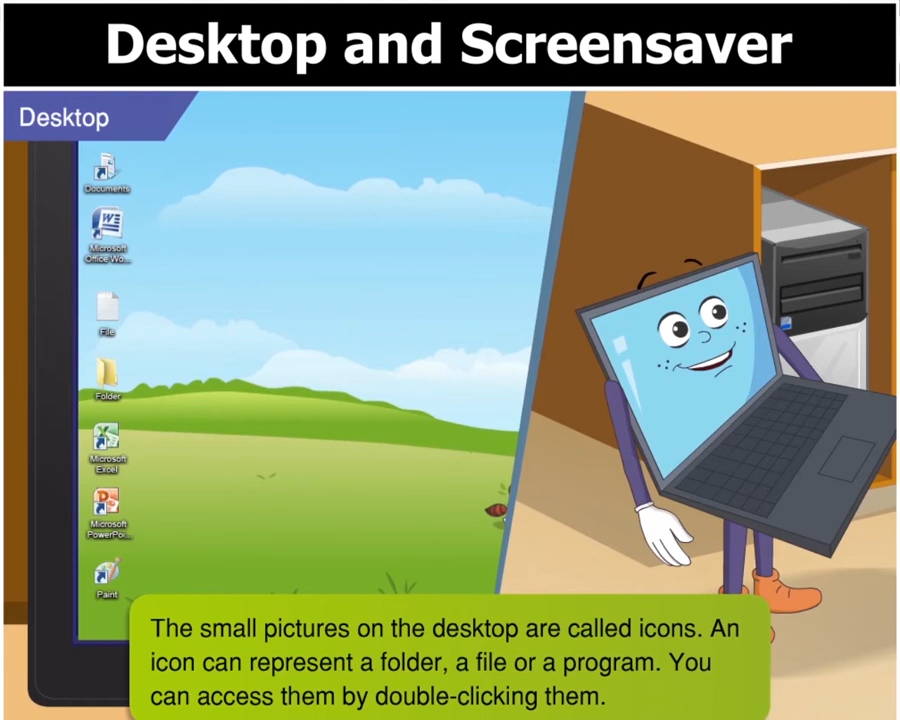 Desktop and Screensaver
Desktop
Documents
Microsoft
Office Wo...
File
Folder
Microsoft
Excel
Microsoft
PowerPoi...
Paint
The small pictures on the desktop are called icons. An
icon can represent a folder, a file or a program. You
can access them by double-clicking them.